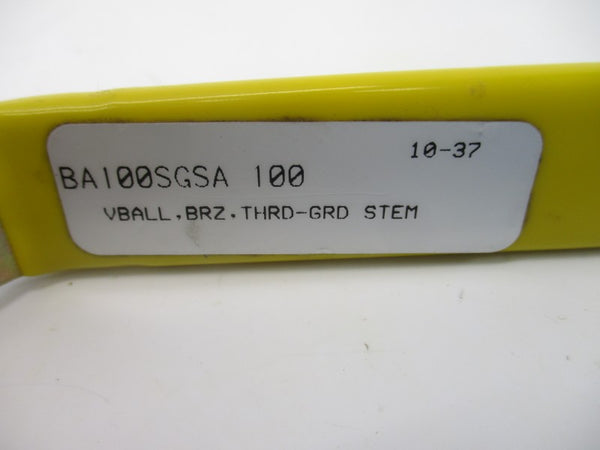 10-37
BA100SGSA 100
VBALL,BRZ.THRD-GRD STEM